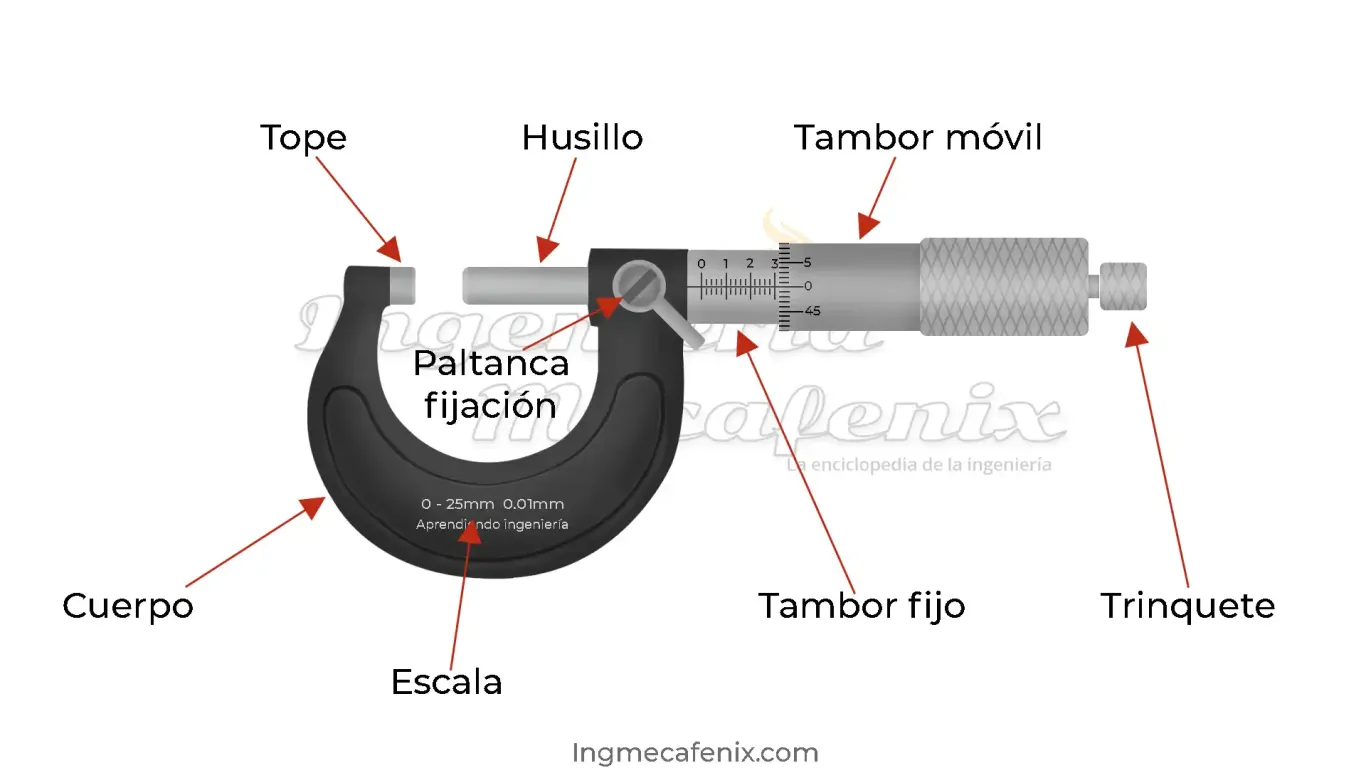 Tope
Husillo
Tambor móvil
0 1 2 3
5
0
45
Ingeniería
Paltanca
fijación
Mecafenix
La enciclopedia de la ingeniería
0 - 25mm 0.01mm
Aprendiendo ingeniería
Cuerpo
Tambor fijo
Trinquete
Escala
Ingmecafenix.com